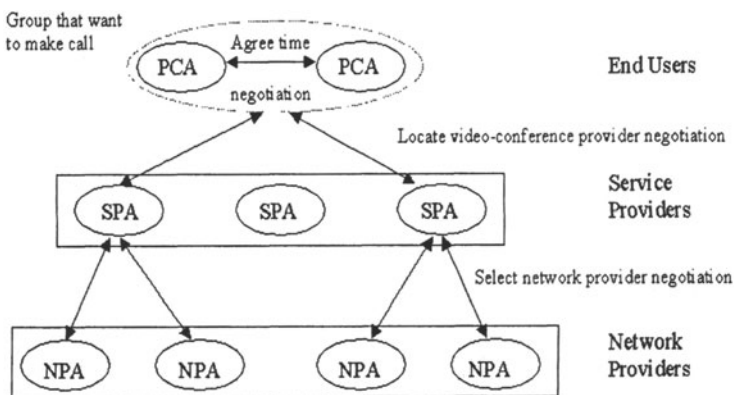 Group that want
to make call
Agree time
PCA
PCA
End Users
negotiation
Locate video-conference provider negotiation
Service
Providers
SPA
SPA
SPA
Select network provider negotiation
Network
Providers
NPA
NPA
NPA
NPA